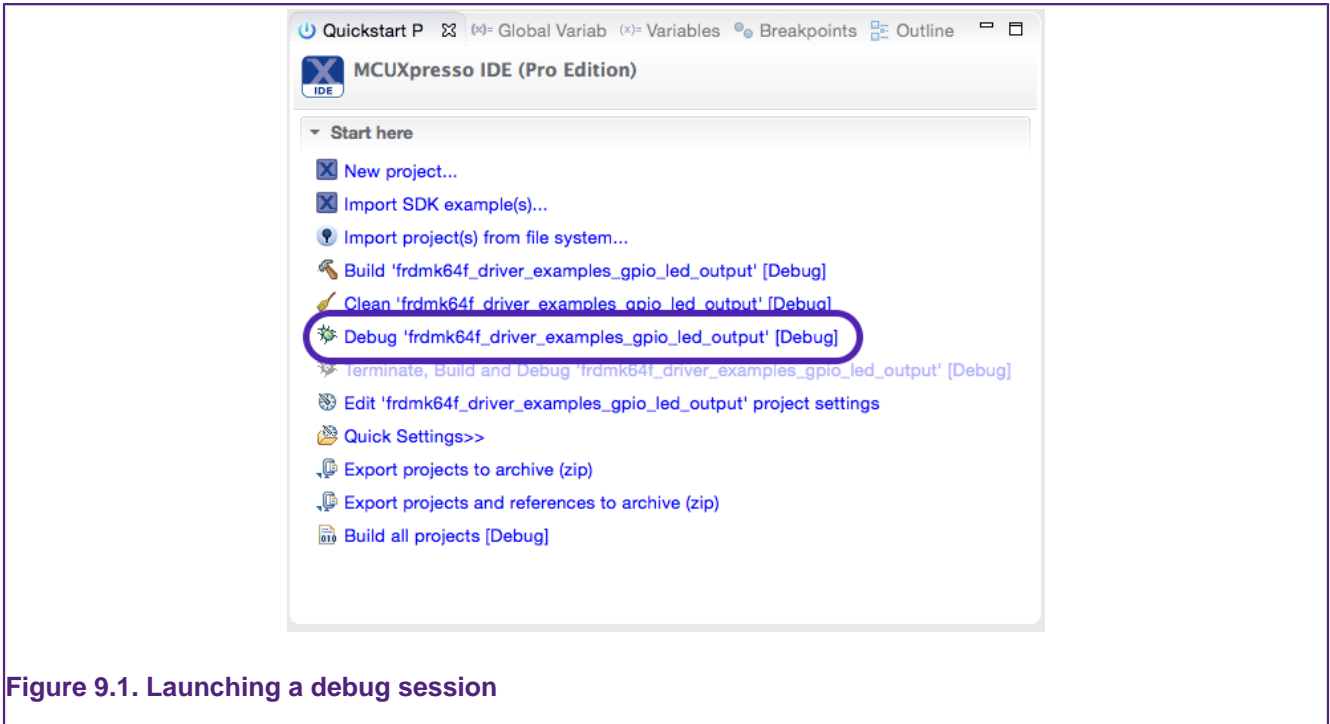 Quickstart P (x)= Global Variab (x)= Variables Breakpoints Outline
MCUXpresso IDE (Pro Edition)
IDE
Start here
New project...
Import SDK example(s)...
Import project(s) from file system...
Build 'frdmk64f_driver_examples_gpio_led_output' [Debug]
Clean 'frdmk64f_driver_examples_gpio_led_output' [Debug]
Debug 'frdmk64f_driver_examples_gpio_led_output' [Debug]
Terminate, Build and Debug 'frdmk64f_driver_examples_gpio_led_output' [Debug]
Edit 'frdmk64f_driver_examples_gpio_led_output' project settings
Quick Settings>>
Export projects to archive (zip)
Export projects and references to archive (zip)
010 Build all projects [Debug]
Figure 9.1. Launching a debug session